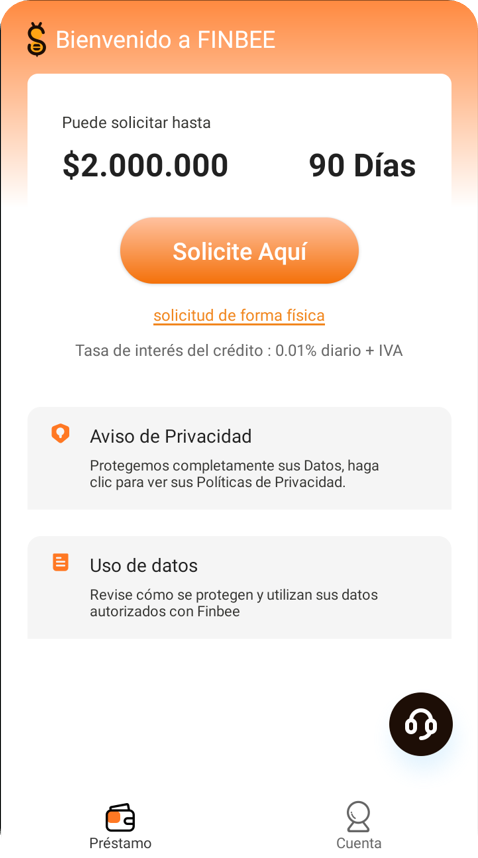 Bienvenido a FINBEE
Puede solicitar hasta
$2.000.000 90 Días
Solicite Aquí
solicitud de forma física
Tasa de interés del crédito : 0.01% diario + IVA
Aviso de Privacidad
Protegemos completamente sus Datos, haga
clic para ver sus Políticas de Privacidad.
Uso de datos
Revise cómo se protegen y utilizan sus datos
autorizados con Finbee
Préstamo Cuenta